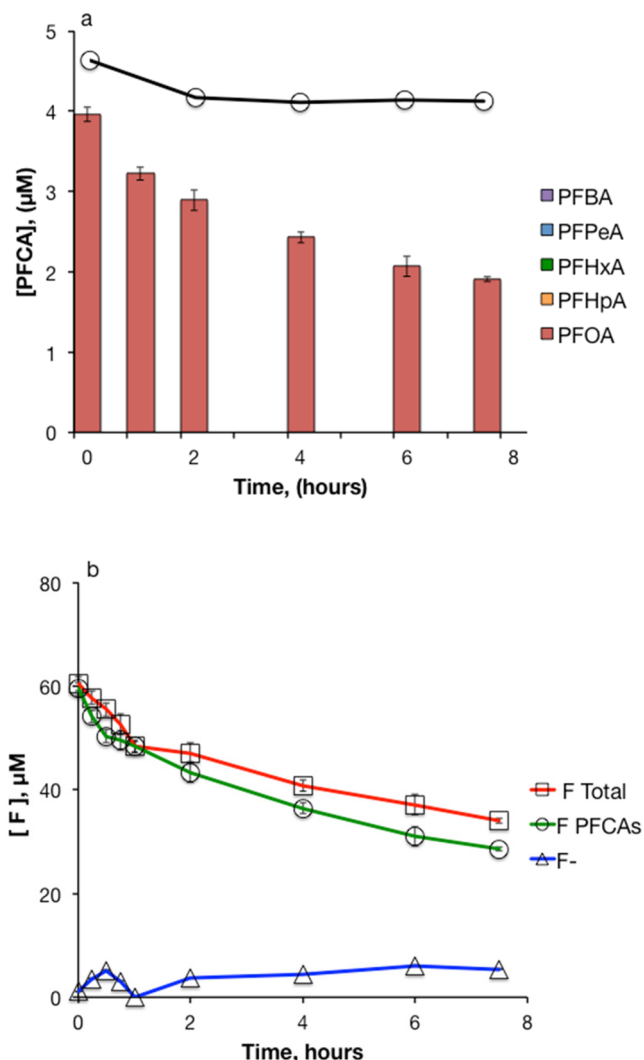 a
5
4
3
2
1
0
[PFCA], (µM)
0 2 4 6 8
Time, (hours)
PFBA
PFPeA
PFHxA
PFHpA
PFOA
b
80
60
40
20
0
[ F ], µM
0 2 4 6 8
Time, hours
F Total
F PFCAs
F-